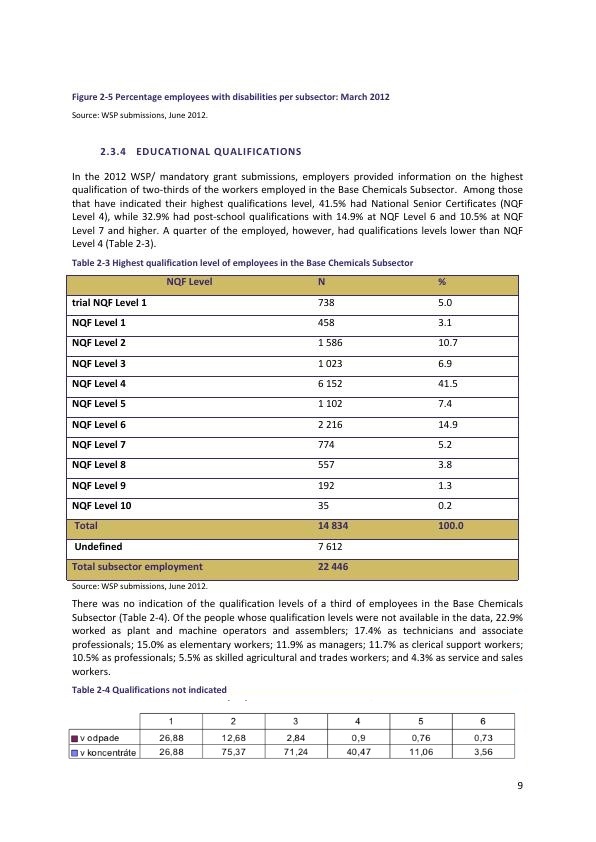 Figure 2-5 Percentage employees with disabilities per subsector: March 2012
Source: WSP submissions, June 2012.
2.3.4 EDUCATIONAL QUALIFICATIONS
In the 2012 WSP/ mandatory grant submissions, employers provided information on the highest
qualification of two-thirds of the workers employed in the Base Chemicals Subsector. Among those
that have indicated their highest qualifications level, 41.5% had National Senior Certificates (NQF
Level 4), while 32.9% had post-school qualifications with 14.9% at NQF Level 6 and 10.5% at NQF
Level 7 and higher. A quarter of the employed, however, had qualifications levels lower than NQF
Level 4 (Table 2-3).
Table 2-3 Highest qualification level of employees in the Base Chemicals Subsector
NQF Level N %
trial NQF Level 1 738 5.0
NQF Level 1 458 3.1
NQF Level 2 1 586 10.7
NQF Level 3 1 023 6.9
NQF Level 4 6 152 41.5
NQF Level 5 1 102 7.4
NQF Level 6 2 216 14.9
NQF Level 7 774 5.2
NQF Level 8 557 3.8
NQF Level 9 192 1.3
NQF Level 10 35 0.2
Total 14 834 100.0
Undefined 7 612
Total subsector employment 22 446
Source: WSP submissions, June 2012.
There was no indication of the qualification levels of a third of employees in the Base Chemicals
Subsector (Table 2-4). Of the people whose qualification levels were not available in the data, 22.9%
worked as plant and machine operators and assemblers; 17.4% as technicians and associate
professionals; 15.0% as elementary workers; 11.9% as managers; 11.7% as clerical support workers;
10.5% as professionals; 5.5% as skilled agricultural and trades workers; and 4.3% as service and sales
workers.
Table 2-4 Qualifications not indicated
1 2 3 4 5 6
v odpade 26,88 12,68 2,84 0,9 0,76 0,73
v koncentráte 26,88 75,37 71,24 40,47 11,06 3,56
9